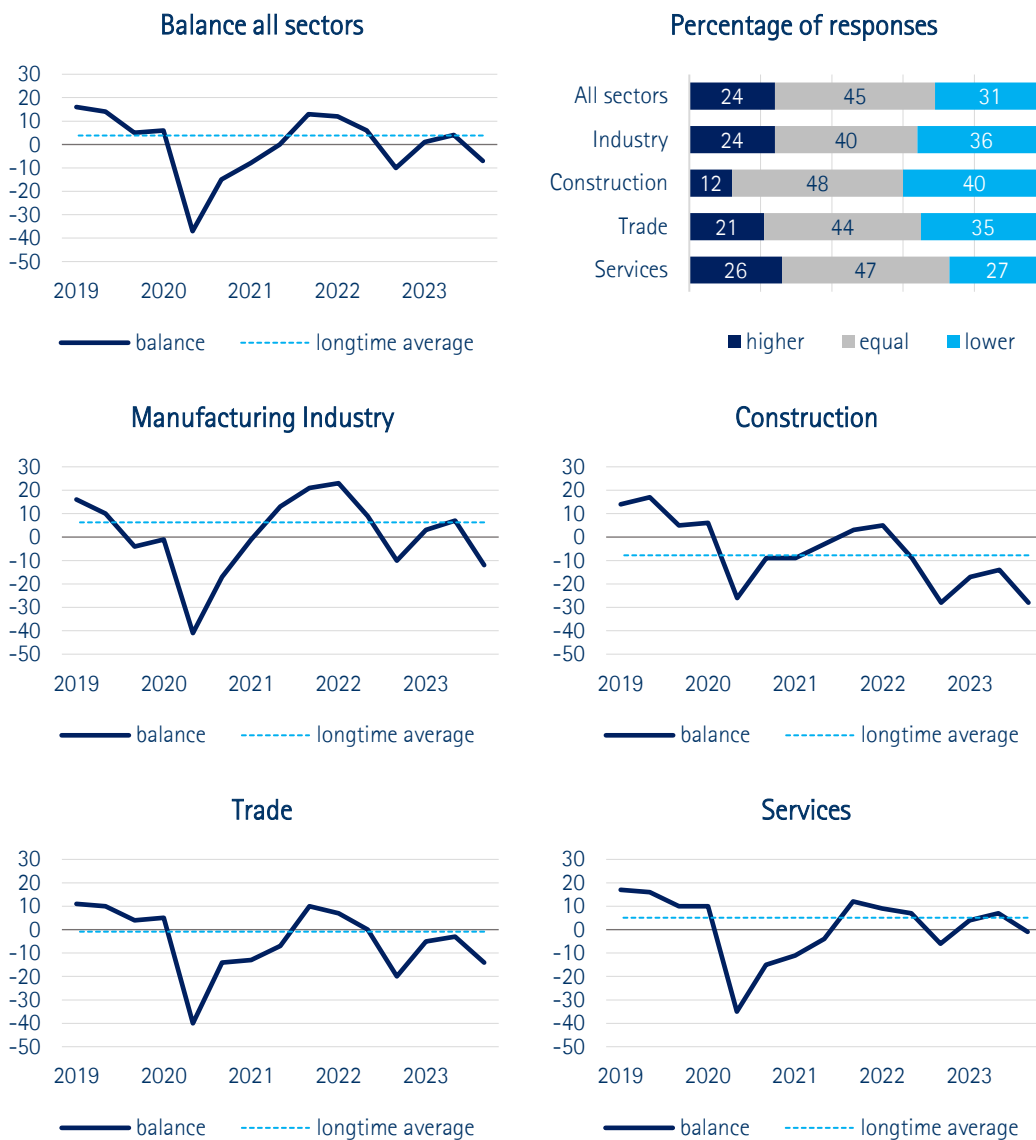 Balance all sectors
30
20
10
0
-10
-20
-30
-40
-50
2019 2020 2021 2022 2023
balance longtime average
Percentage of responses
All sectors 24 45 31
Industry 24 40 36
Construction 12 48 40
Trade 21 44 35
Services 26 47 27
higher equal lower
Manufacturing Industry
30
20
10
0
-10
-20
-30
-40
-50
2019 2020 2021 2022 2023
balance longtime average
Construction
30
20
10
0
-10
-20
-30
-40
-50
2019 2020 2021 2022 2023
balance longtime average
Trade
30
20
10
0
-10
-20
-30
-40
-50
2019 2020 2021 2022 2023
balance longtime average
Services
30
20
10
0
-10
-20
-30
-40
-50
2019 2020 2021 2022 2023
balance longtime average